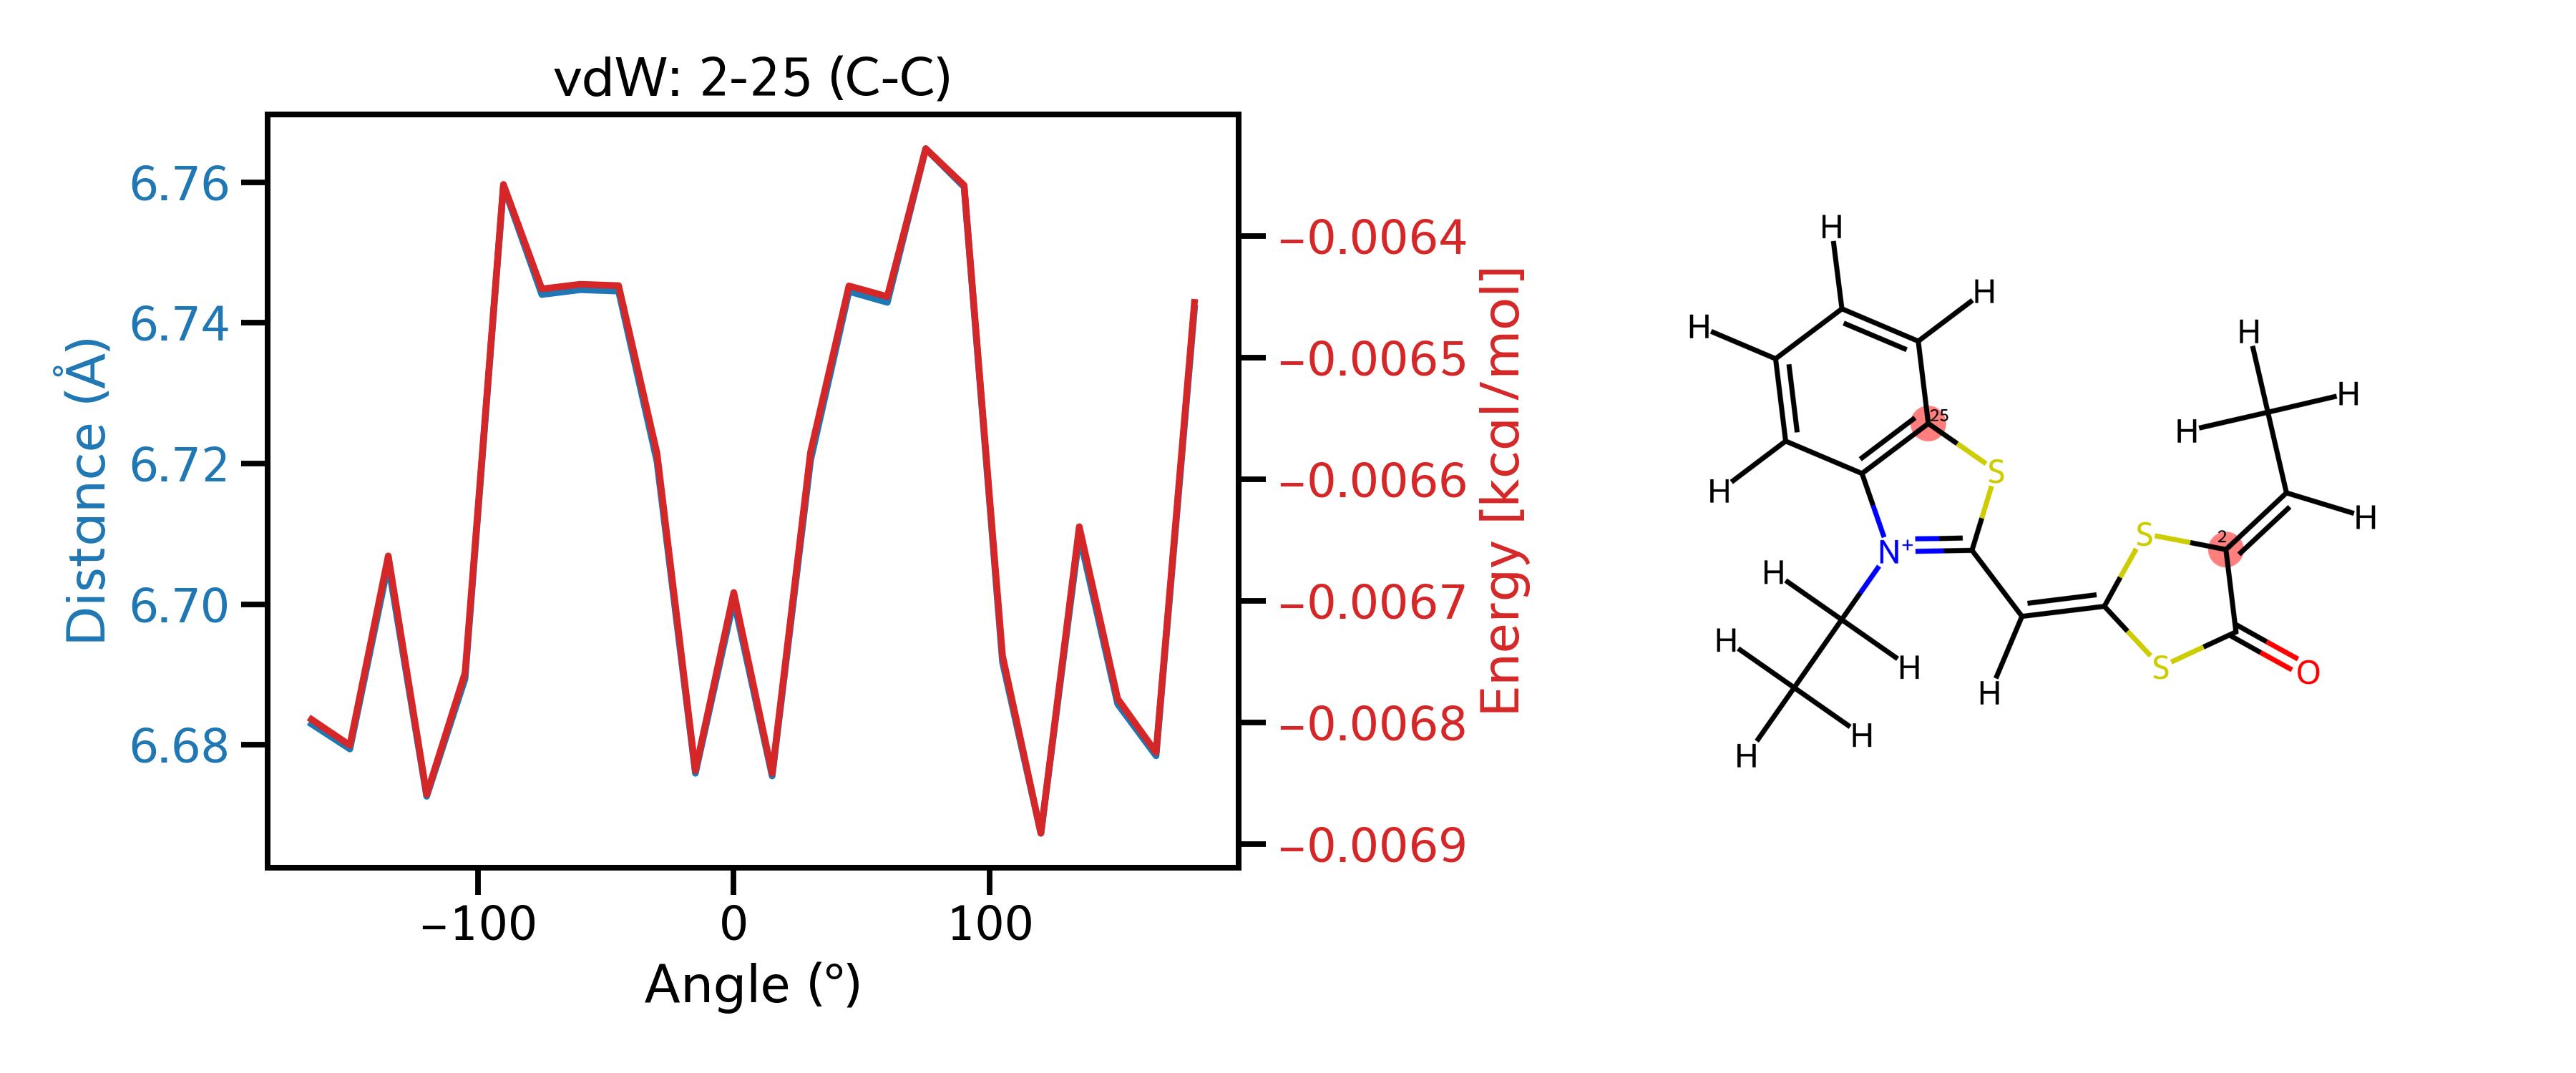 vdW: 2-25 (C-C)
6.76
6.74
6.72
6.70
6.68
Distance (Å)
−0.0064
−0.0065
−0.0066
−0.0067
−0.0068
−0.0069
Energy [kcal/mol]
−100
0
100
Angle (°)
H
H
H
H
H
25
S
H
H
H
2
H
S
N+
H
H
H
S
O
H
H
H